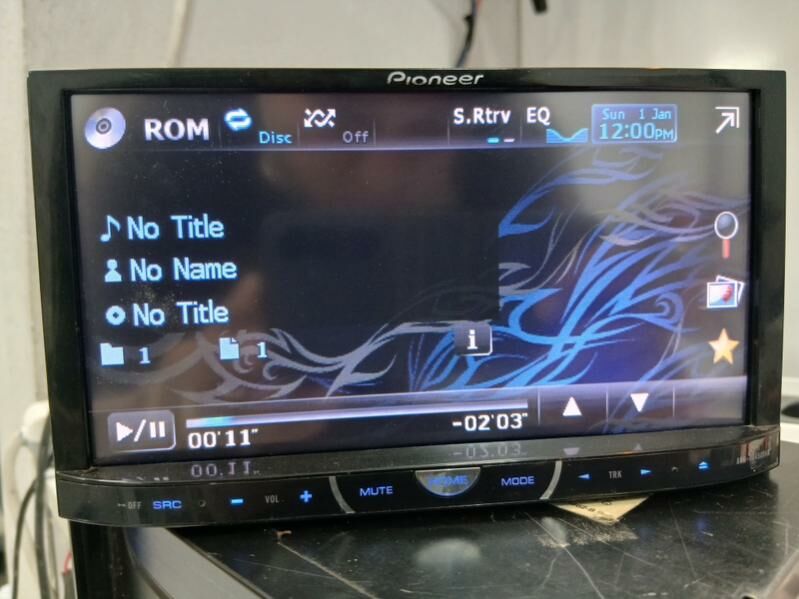 Pioneer
ROM
Disc
Off
S.Rtrv
EQ
Sun 1 Jan
12:00PM
No Title
No Name
No Title
1
1
i
00'11"
-02'03"
OFF
SRC
- VOL +
MUTE
HOME
MODE
TRK